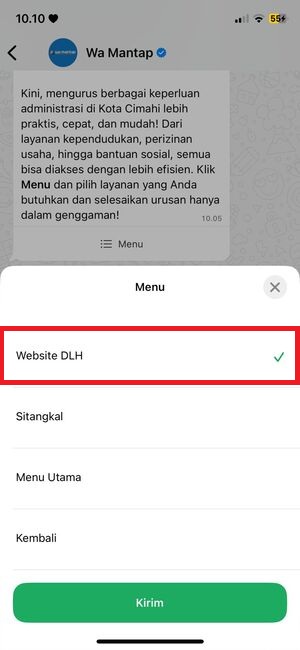 10.10
55
Wa Mantap
Kini, mengurus berbagai keperluan
administrasi di Kota Cimahi lebih
praktis, cepat, dan mudah! Dari
layanan kependudukan, perizinan
usaha, hingga bantuan sosial, semua
bisa diakses dengan lebih efisien. Klik
Menu dan pilih layanan yang Anda
butuhkan dan selesaikan urusan hanya
dalam genggaman!
10.05
Menu
Menu
Website DLH
Sitangkal
Menu Utama
Kembali
Kirim